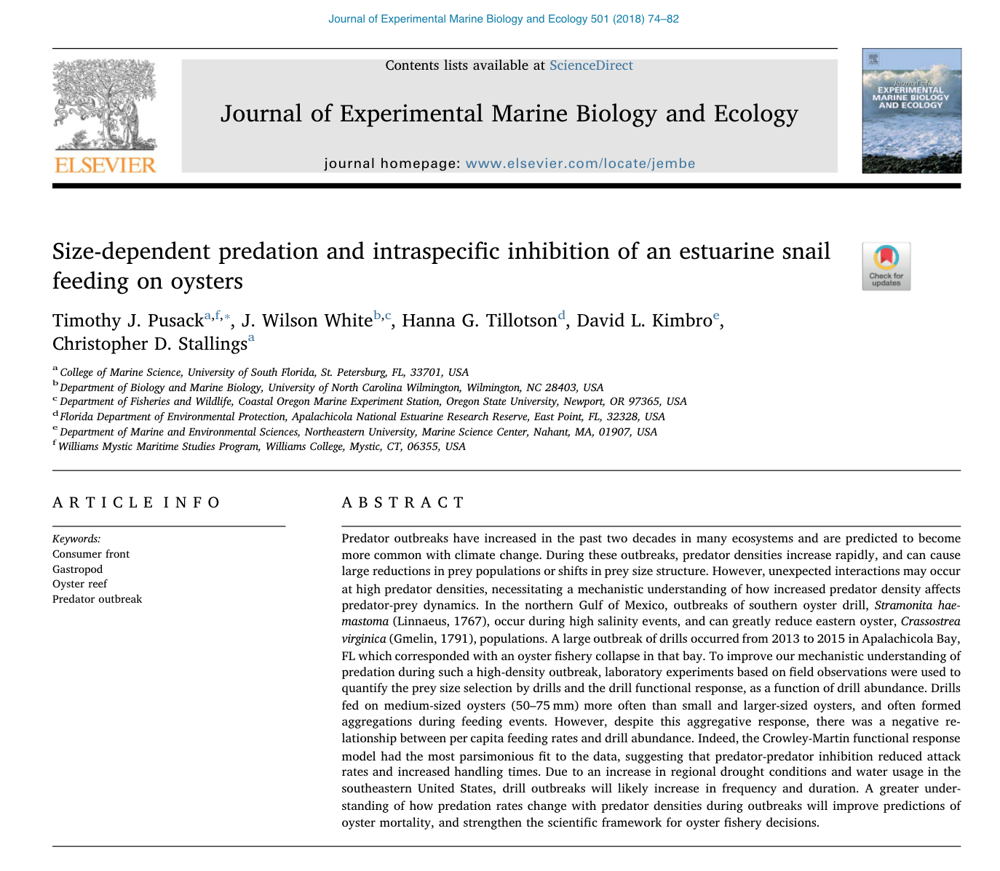 Journal of Experimental Marine Biology and Ecology 501 (2018) 74–82
Contents lists available at ScienceDirect
Journal of Experimental Marine Biology and Ecology
journal homepage: www.elsevier.com/locate/jembe
ELSEVIER
Journal of
EXPERIMENTAL
MARINE BIOLOGY
AND ECOLOGY
Size-dependent predation and intraspecific inhibition of an estuarine snail
feeding on oysters
Check for
updates
Timothy J. Pusack a,f,*, J. Wilson White b,c, Hanna G. Tillotson d, David L. Kimbro e,
Christopher D. Stallings a
a College of Marine Science, University of South Florida, St. Petersburg, FL, 33701, USA
b Department of Biology and Marine Biology, University of North Carolina Wilmington, Wilmington, NC 28403, USA
c Department of Fisheries and Wildlife, Coastal Oregon Marine Experiment Station, Oregon State University, Newport, OR 97365, USA
d Florida Department of Environmental Protection, Apalachicola National Estuarine Research Reserve, East Point, FL, 32328, USA
e Department of Marine and Environmental Sciences, Northeastern University, Marine Science Center, Nahant, MA, 01907, USA
f Williams Mystic Maritime Studies Program, Williams College, Mystic, CT, 06355, USA
ARTICLE INFO
Keywords:
Consumer front
Gastropod
Oyster reef
Predator outbreak
ABSTRACT
Predator outbreaks have increased in the past two decades in many ecosystems and are predicted to become
more common with climate change. During these outbreaks, predator densities increase rapidly, and can cause
large reductions in prey populations or shifts in prey size structure. However, unexpected interactions may occur
at high predator densities, necessitating a mechanistic understanding of how increased predator density affects
predator-prey dynamics. In the northern Gulf of Mexico, outbreaks of southern oyster drill, Stramonita hae-
mastoma (Linnaeus, 1767), occur during high salinity events, and can greatly reduce eastern oyster, Crassostrea
virginica (Gmelin, 1791), populations. A large outbreak of drills occurred from 2013 to 2015 in Apalachicola Bay,
FL which corresponded with an oyster fishery collapse in that bay. To improve our mechanistic understanding of
predation during such a high-density outbreak, laboratory experiments based on field observations were used to
quantify the prey size selection by drills and the drill functional response, as a function of drill abundance. Drills
fed on medium-sized oysters (50–75 mm) more often than small and larger-sized oysters, and often formed
aggregations during feeding events. However, despite this aggregative response, there was a negative re-
lationship between per capita feeding rates and drill abundance. Indeed, the Crowley-Martin functional response
model had the most parsimonious fit to the data, suggesting that predator-predator inhibition reduced attack
rates and increased handling times. Due to an increase in regional drought conditions and water usage in the
southeastern United States, drill outbreaks will likely increase in frequency and duration. A greater under-
standing of how predation rates change with predator densities during outbreaks will improve predictions of
oyster mortality, and strengthen the scientific framework for oyster fishery decisions.